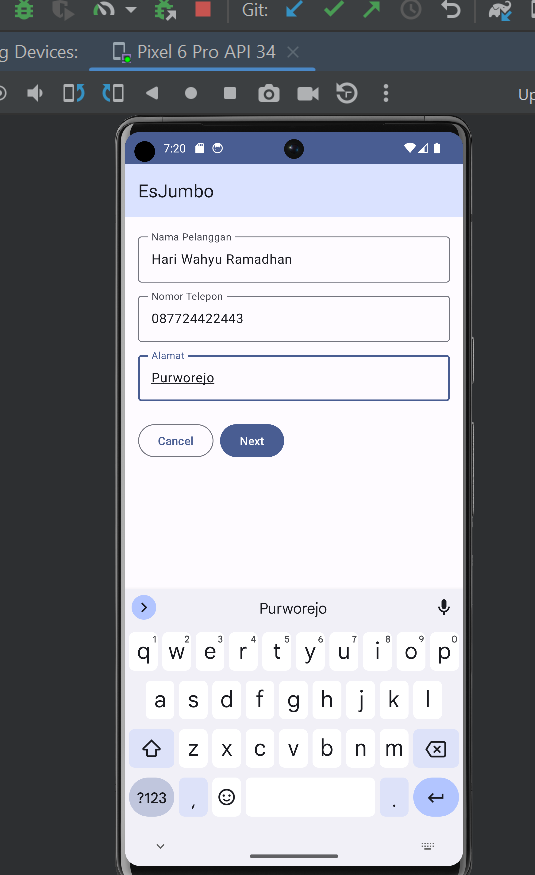 Git:
g Devices:
Pixel 6 Pro API 34
Up
7:20
EsJumbo
Nama Pelanggan
Hari Wahyu Ramadhan
Nomor Telepon
087724422443
Alamat
Purworejo
Cancel
Next
Purworejo
1 2 3 4 5 6 7 8 9 0
q w e r t y u i o p
a s d f g h j k l
z x c v b n m
?123 , .